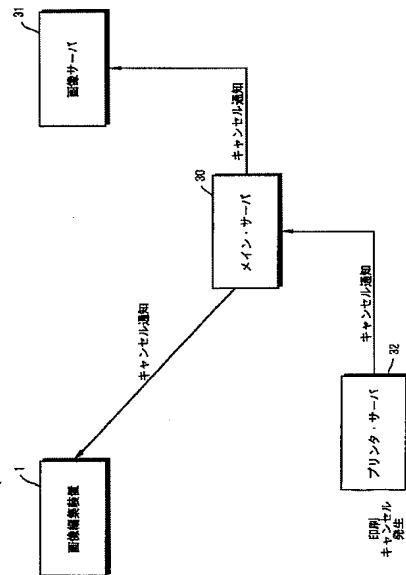 31
画像サーバ
キャンセル通知
30
メイン・サーバ
キャンセル通知
1
画像編集装置
キャンセル通知
32
プリンタ・サーバ
印刷
キャンセル
発生